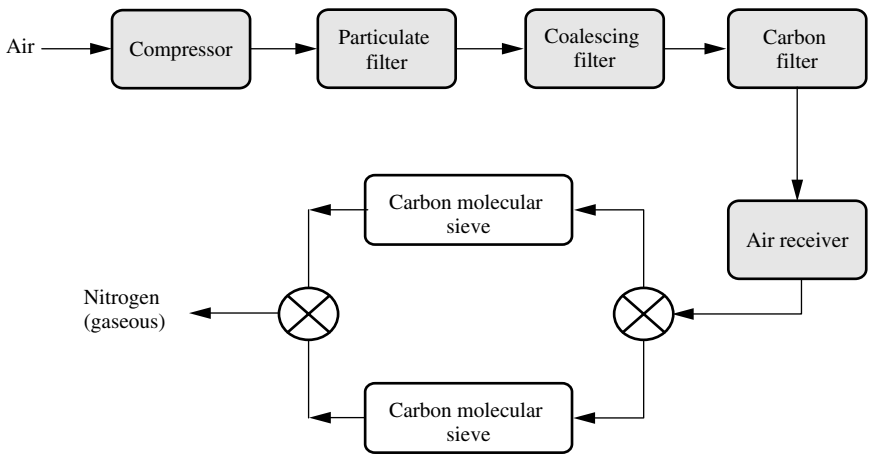 Air
Compressor
Particulate
filter
Coalescing
filter
Carbon
filter
Air receiver
Carbon molecular
sieve
Nitrogen
(gaseous)
Carbon molecular
sieve